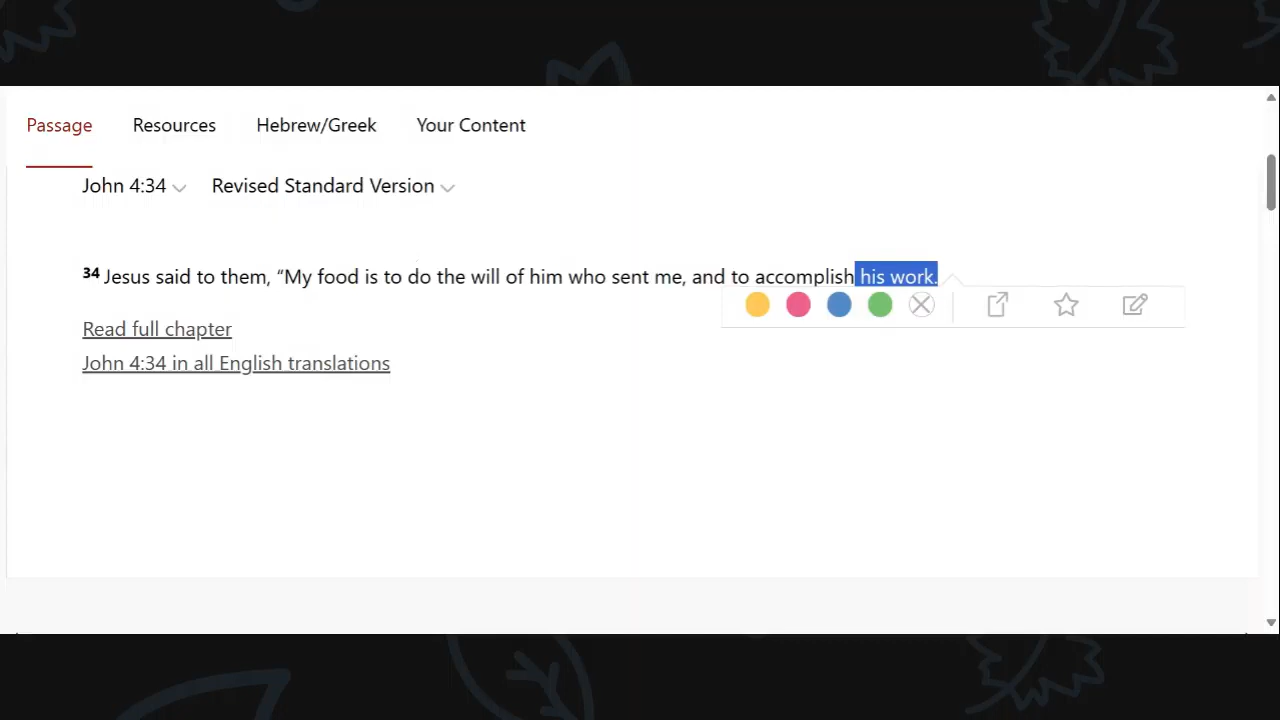 Passage Resources Hebrew/Greek Your Content
John 4:34 Revised Standard Version
34 Jesus said to them, “My food is to do the will of him who sent me, and to accomplish his work.
Read full chapter
John 4:34 in all English translations